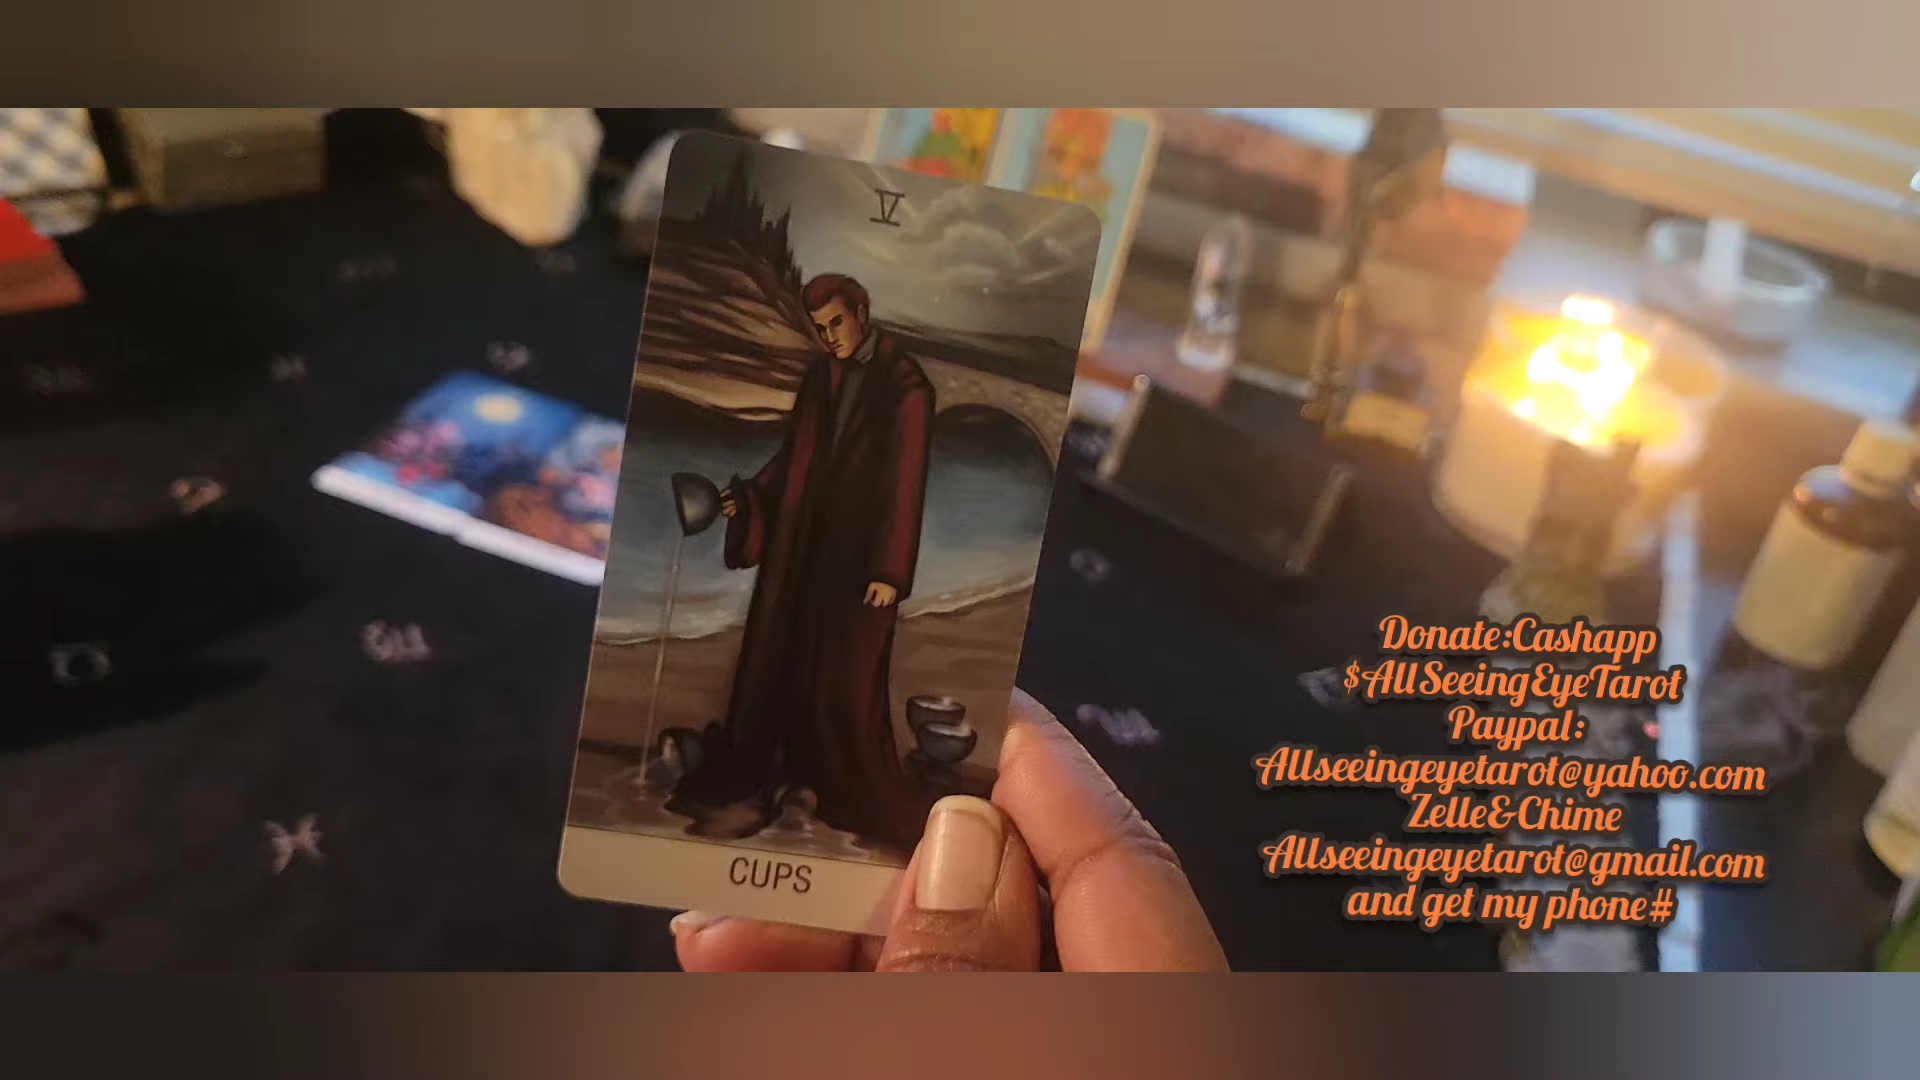 V
CUPS
Donate:Cashapp
$AllSeeingEyeTarot
Paypal:
Allseeingeyetarot@yahoo.com
Zelle&Chime
Allseeingeyetarot@gmail.com
and get my phone#